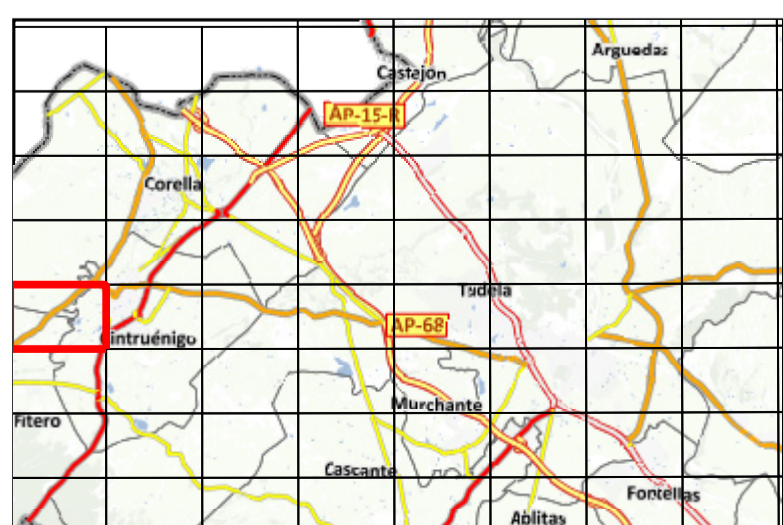 Arguedas
Castejon
AP-15-R
Corella
Tudela
AP-68
Cintruénigo
Murchante
Fitero
Cascante
Fontellas
Ablitas